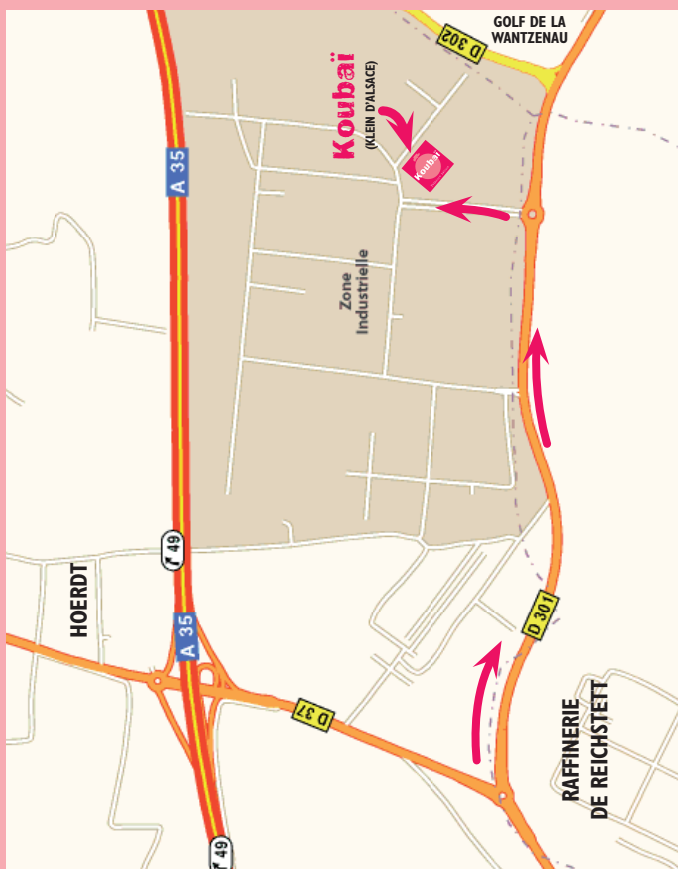 GOLF DE LA
WANTZENAU
D 302
Koubaï
(KLEIN D'ALSACE)
Koubaï
A 35
Zone
Industrielle
49
HOERDT
A 35
D 301
D 37
RAFFINERIE
DE REICHSTETT
49